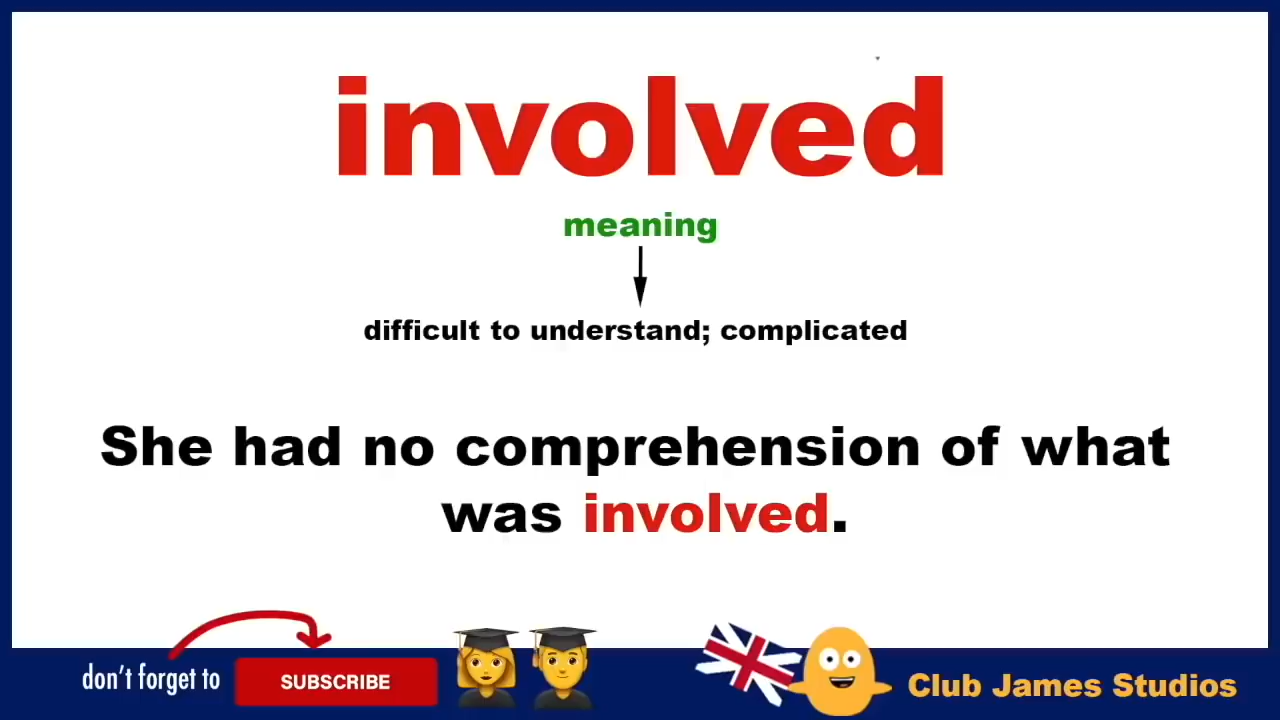 involved
meaning
difficult to understand; complicated
She had no comprehension of what
was involved.
don't forget to
SUBSCRIBE
Club James Studios